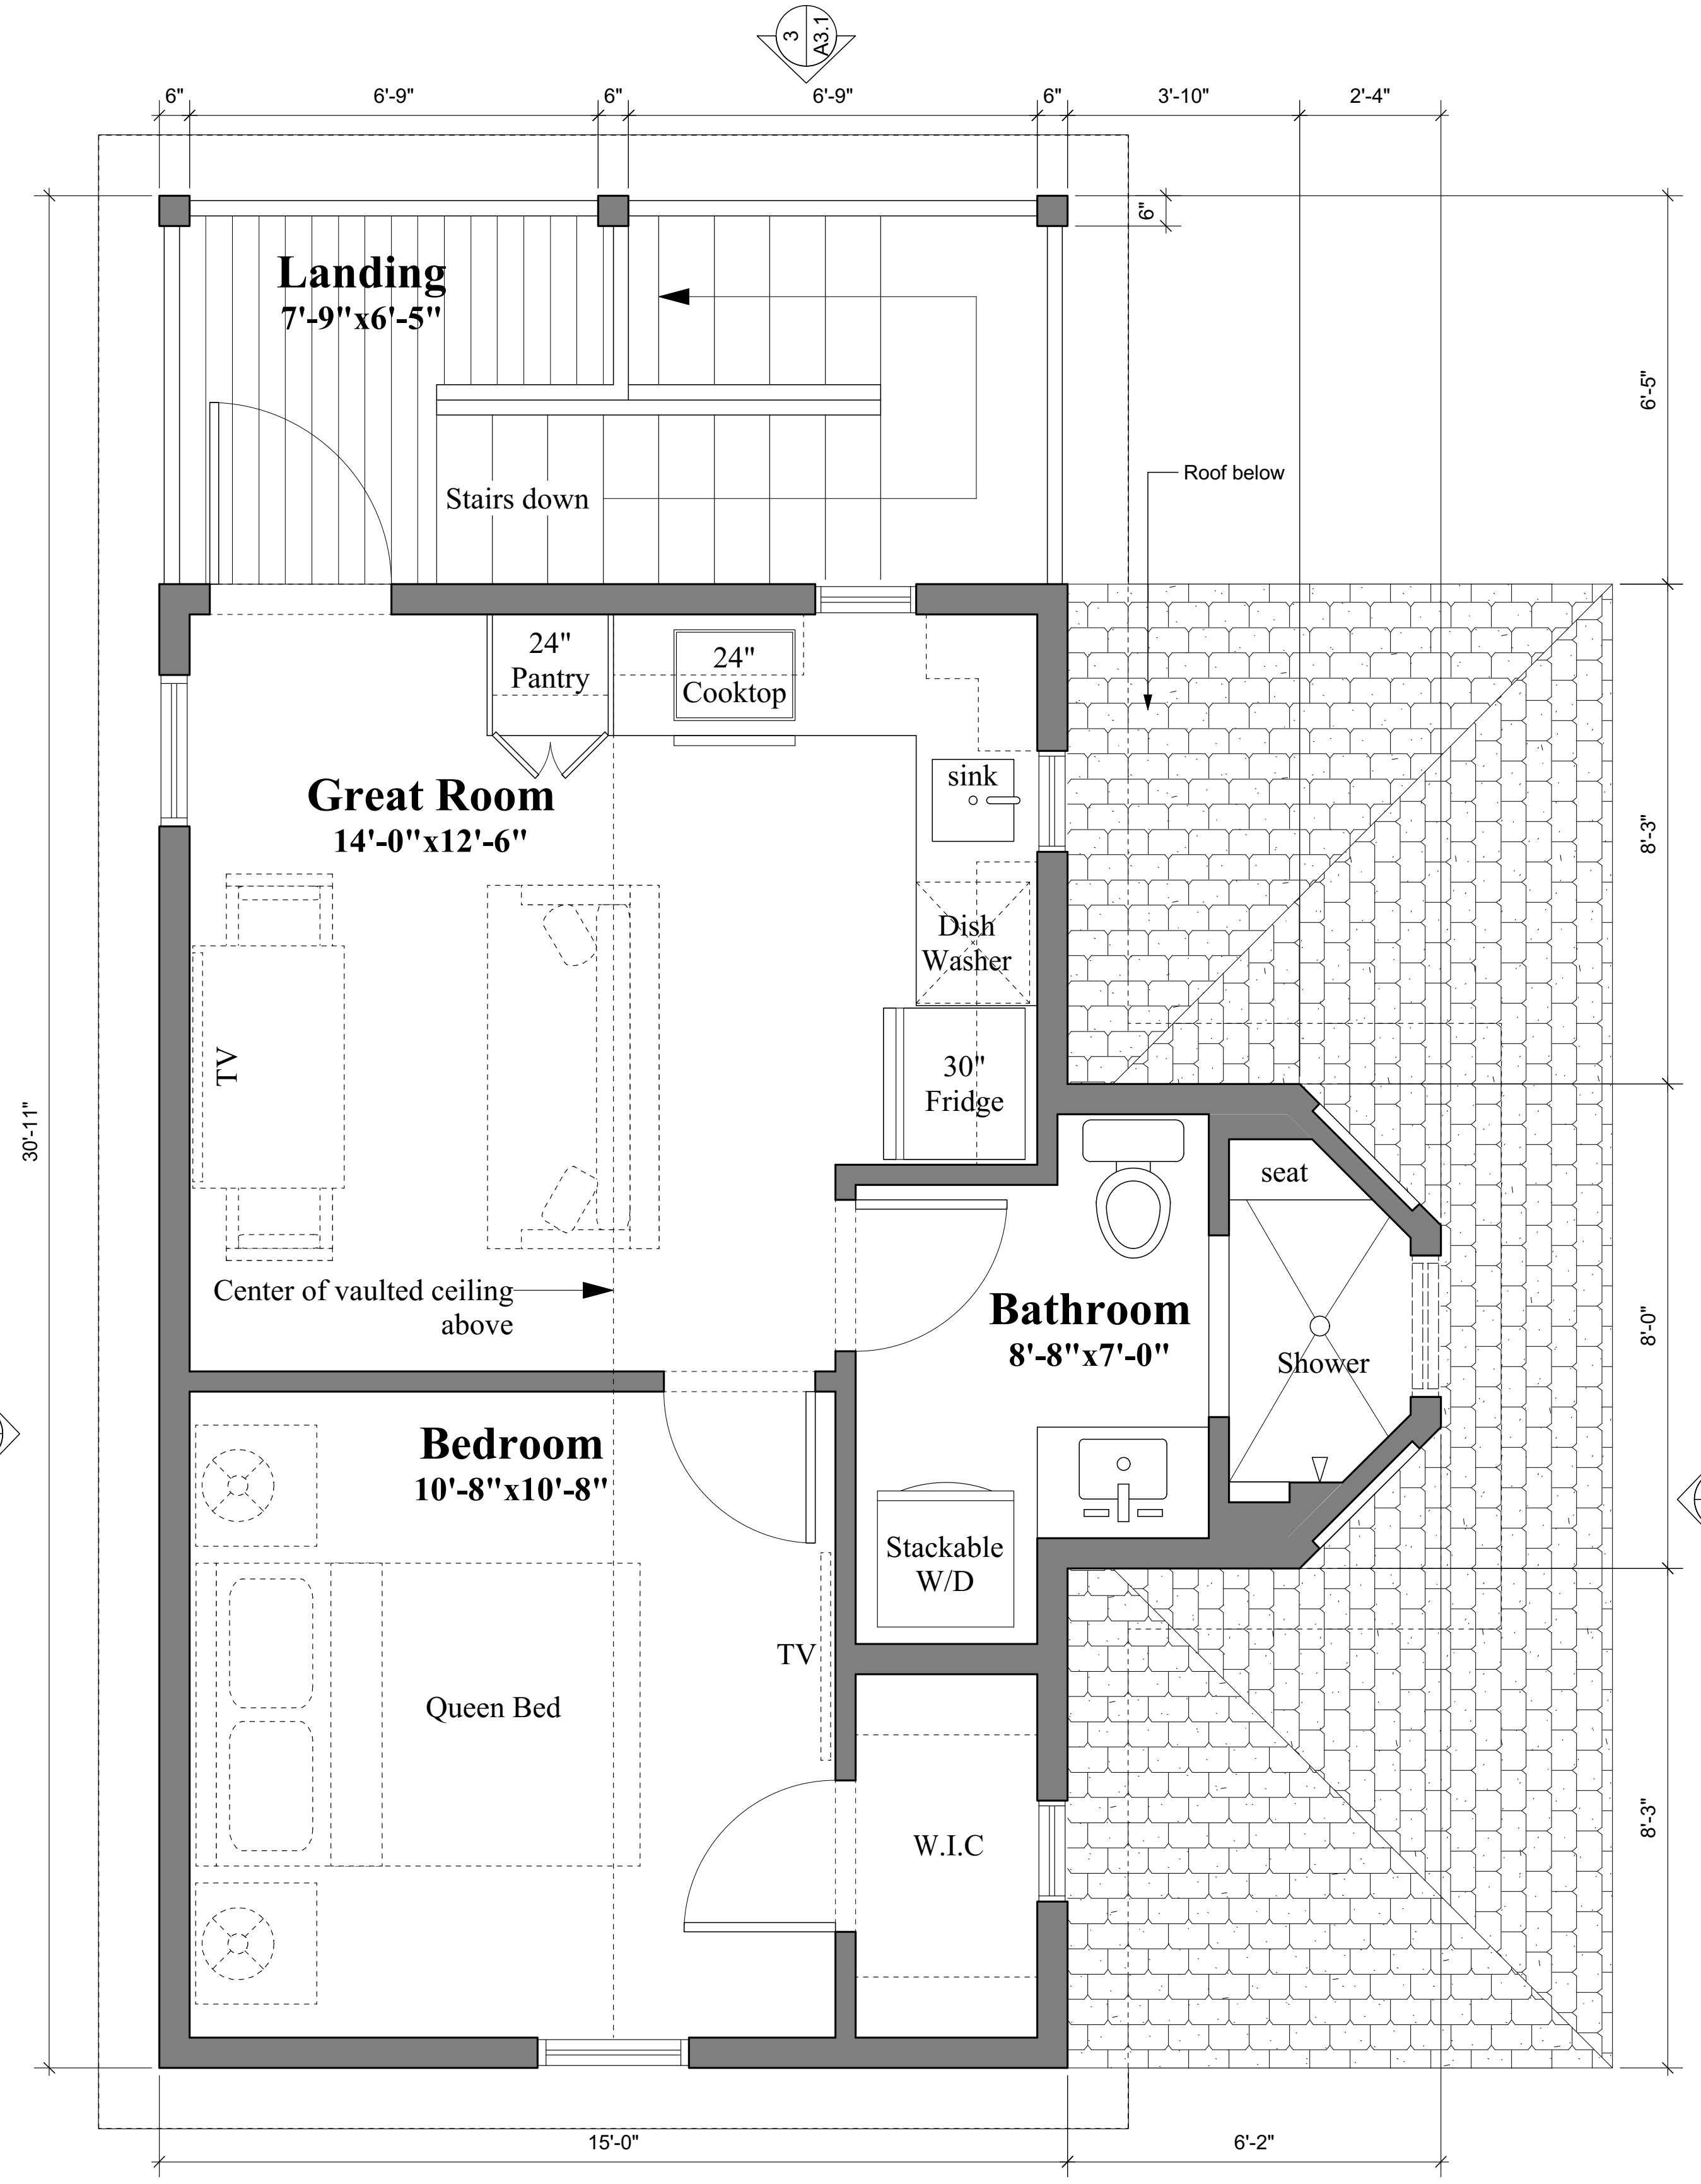 3
A3.1
6"
6'-9"
6"
6'-9"
6"
3'-10"
2'-4"
6"
Landing
7'-9"x6'-5"
6'-5"
Roof below
Stairs down
24"
Pantry
24"
Cooktop
sink
Great Room
14'-0"x12'-6"
8'-3"
Dish
Washer
TV
30"
Fridge
30'-11"
seat
Center of vaulted ceiling
above
Bathroom
8'-8"x7'-0"
8'-0"
Shower
Bedroom
10'-8"x10'-8"
Stackable
W/D
TV
Queen Bed
W.I.C
8'-3"
15'-0"
6'-2"